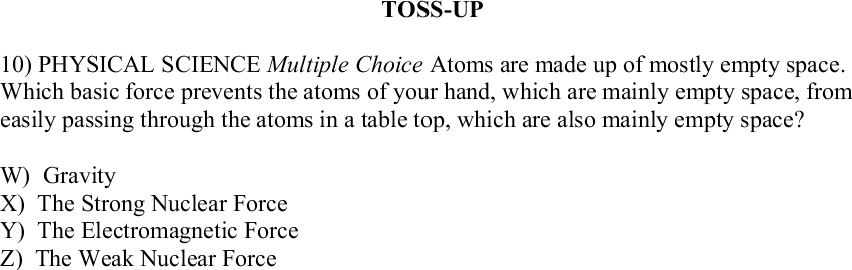 TOSS-UP
10) PHYSICAL SCIENCE Multiple Choice Atoms are made up of mostly empty space.
Which basic force prevents the atoms of your hand, which are mainly empty space, from
easily passing through the atoms in a table top, which are also mainly empty space?
W) Gravity
X) The Strong Nuclear Force
Y) The Electromagnetic Force
Z) The Weak Nuclear Force